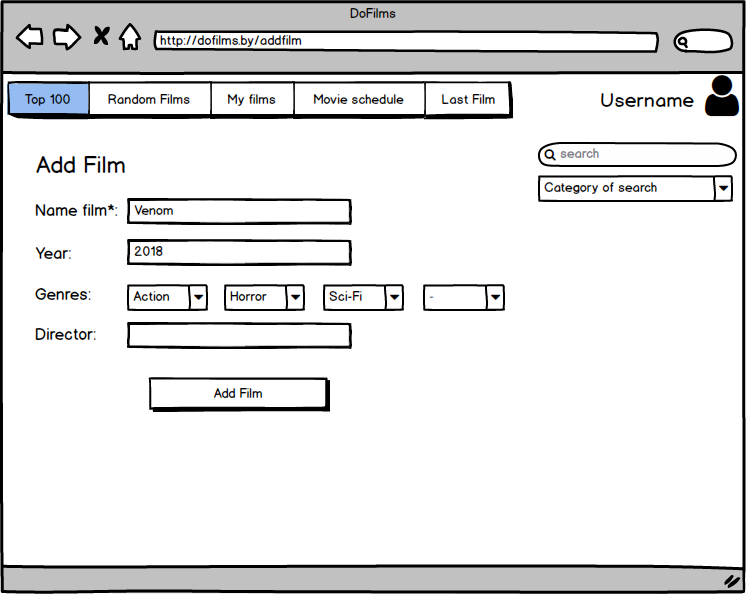 DoFilms
http://dofilms.by/addfilm
Top 100 Random Films My films Movie schedule Last Film
Username
search
Category of search
Add Film
Name film*: Venom
Year: 2018
Genres: Action Horror Sci-Fi -
Director:
Add Film